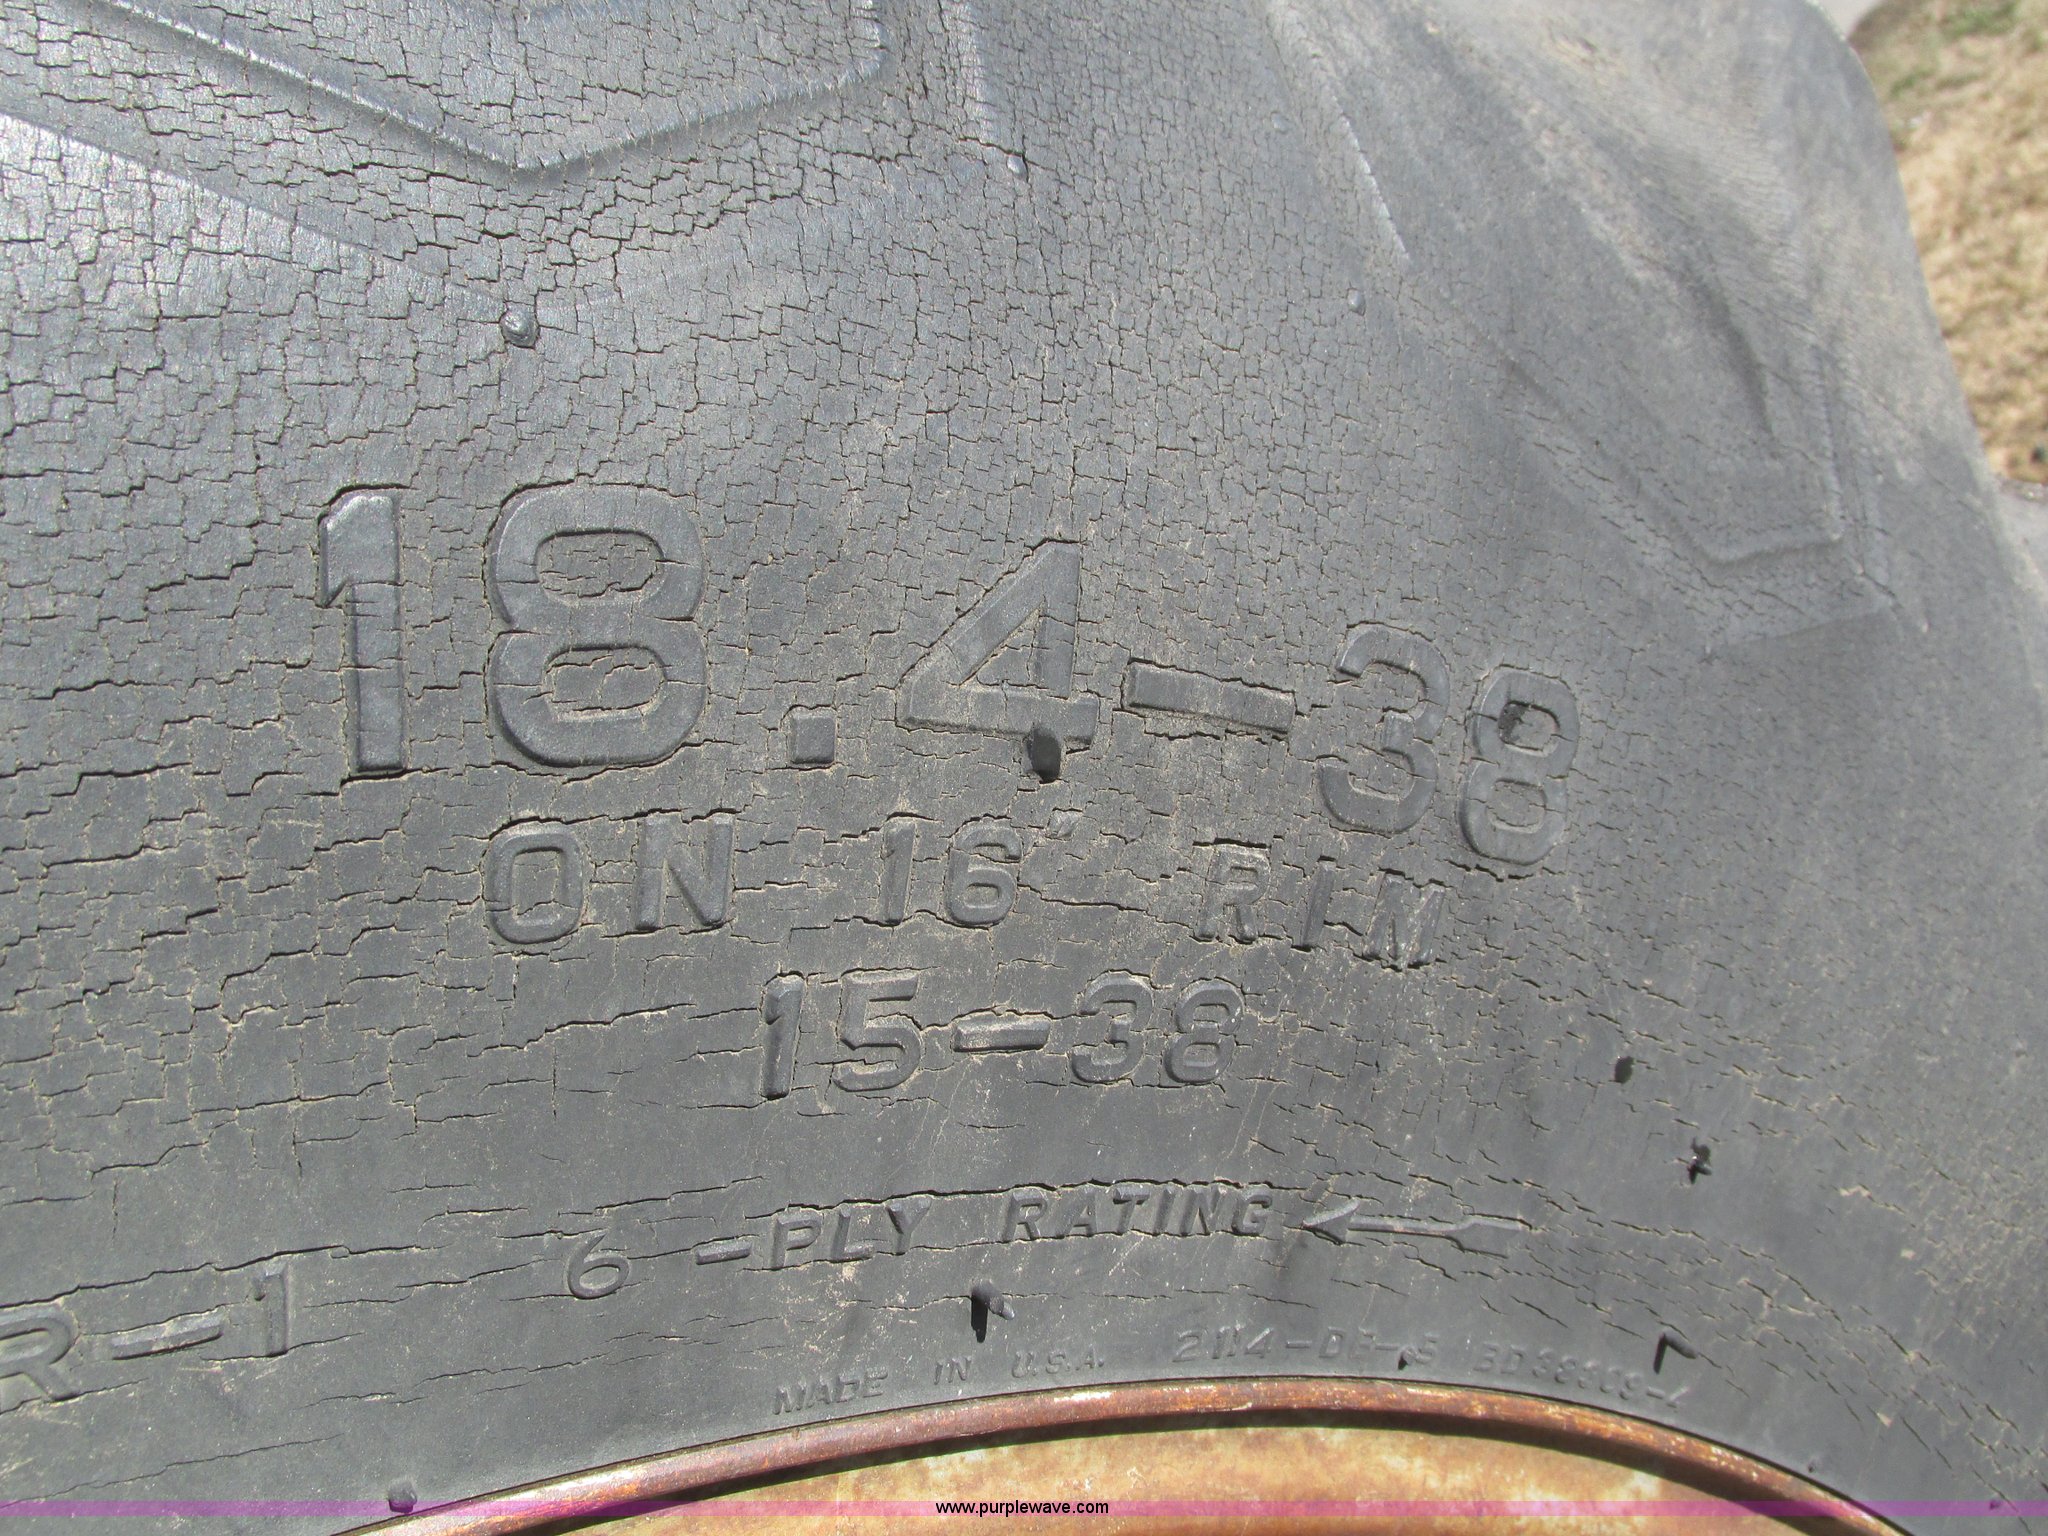 18.4-38
ON 16" RIM
15-38
6 -PLY RATING
R-1
MADE IN U.S.A.
www.purplewave.com